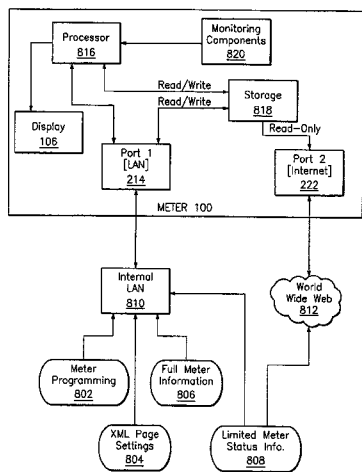 Processor
816
Monitoring
Components
820
Read/Write
Read/Write
Storage
818
Read-Only
Display
106
Port 1
[LAN]
214
Port 2
[Internet]
222
METER 100
Internal
LAN
810
World
Wide Web
812
Meter
Programming
802
Full Meter
Information
806
XML Page
Settings
804
Limited Meter
Status Info.
808